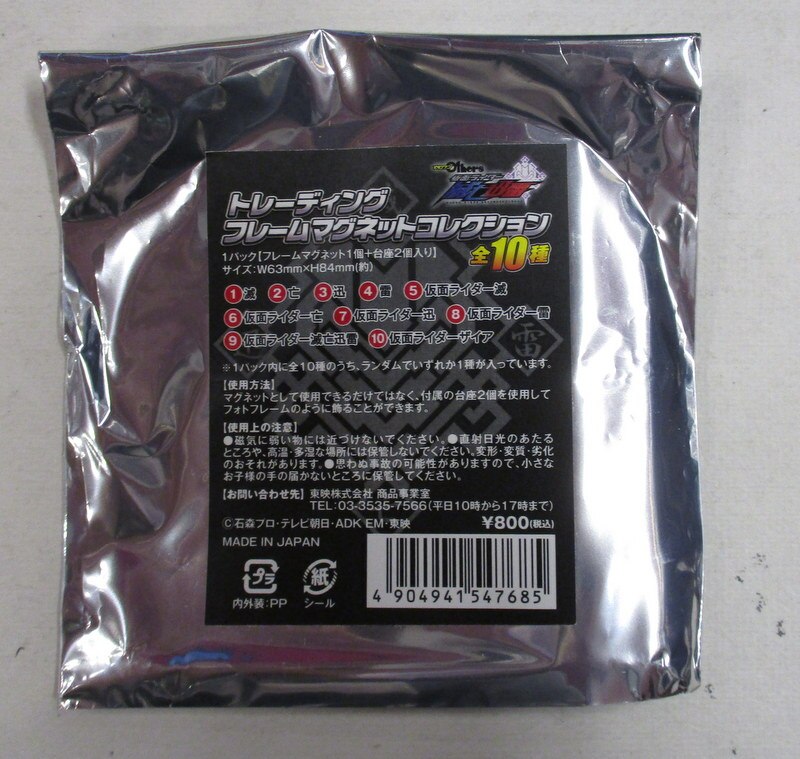 Others
仮面ライダー
滅亡迅雷
トレーディング
フレームマグネットコレクション
全10種
1パック【フレームマグネット1個+台座2個入り】
サイズ:W63mm×H84mm(約)
1 滅 2 亡 3 迅 4 雷 5 仮面ライダー滅
6 仮面ライダー亡 7 仮面ライダー迅 8 仮面ライダー雷
9 仮面ライダー滅亡迅雷 10 仮面ライダーザイア
※1パック内に全10種のうち、ランダムでいずれか1種が入っています。
【使用方法】
マグネットとして使用できるだけではなく、付属の台座2個を使用して
フォトフレームのように飾ることができます。
【使用上の注意】
●磁気に弱い物には近づけないでください。●直射日光のあたる
ところや、高温・多湿な場所には保管しないでください。変形・変質・劣化
のおそれがあります。●思わぬ事故の可能性がありますので、小さな
お子様の手の届かないところに保管してください。
【お問い合わせ先】東映株式会社 商品事業室
TEL:03-3535-7566(平日10時から17時まで)
©石森プロ・テレビ朝日・ADK EM・東映 ¥800(税込)
MADE IN JAPAN
プラ 紙
内外装:PP シール
4 904941 547685
雷